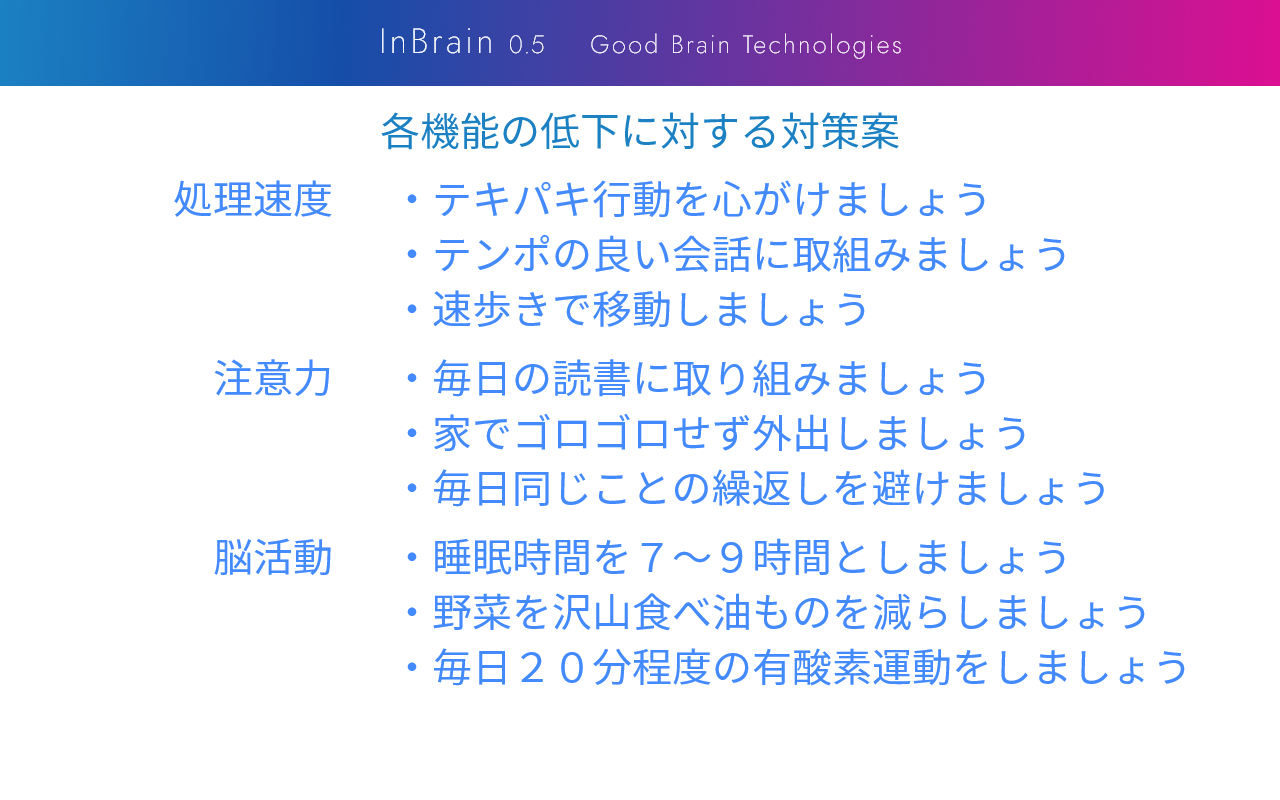 InBrain 0.5 Good Brain Technologies
各機能の低下に対する対策案
処理速度 ・テキパキ行動を心がけましょう
・テンポの良い会話に取組みましょう
・速歩きで移動しましょう
注意力 ・毎日の読書に取り組みましょう
・家でゴロゴロせず外出しましょう
・毎日同じことの繰返しを避けましょう
脳活動 ・睡眠時間を７～９時間としましょう
・野菜を沢山食べ油ものを減らしましょう
・毎日２０分程度の有酸素運動をしましょう